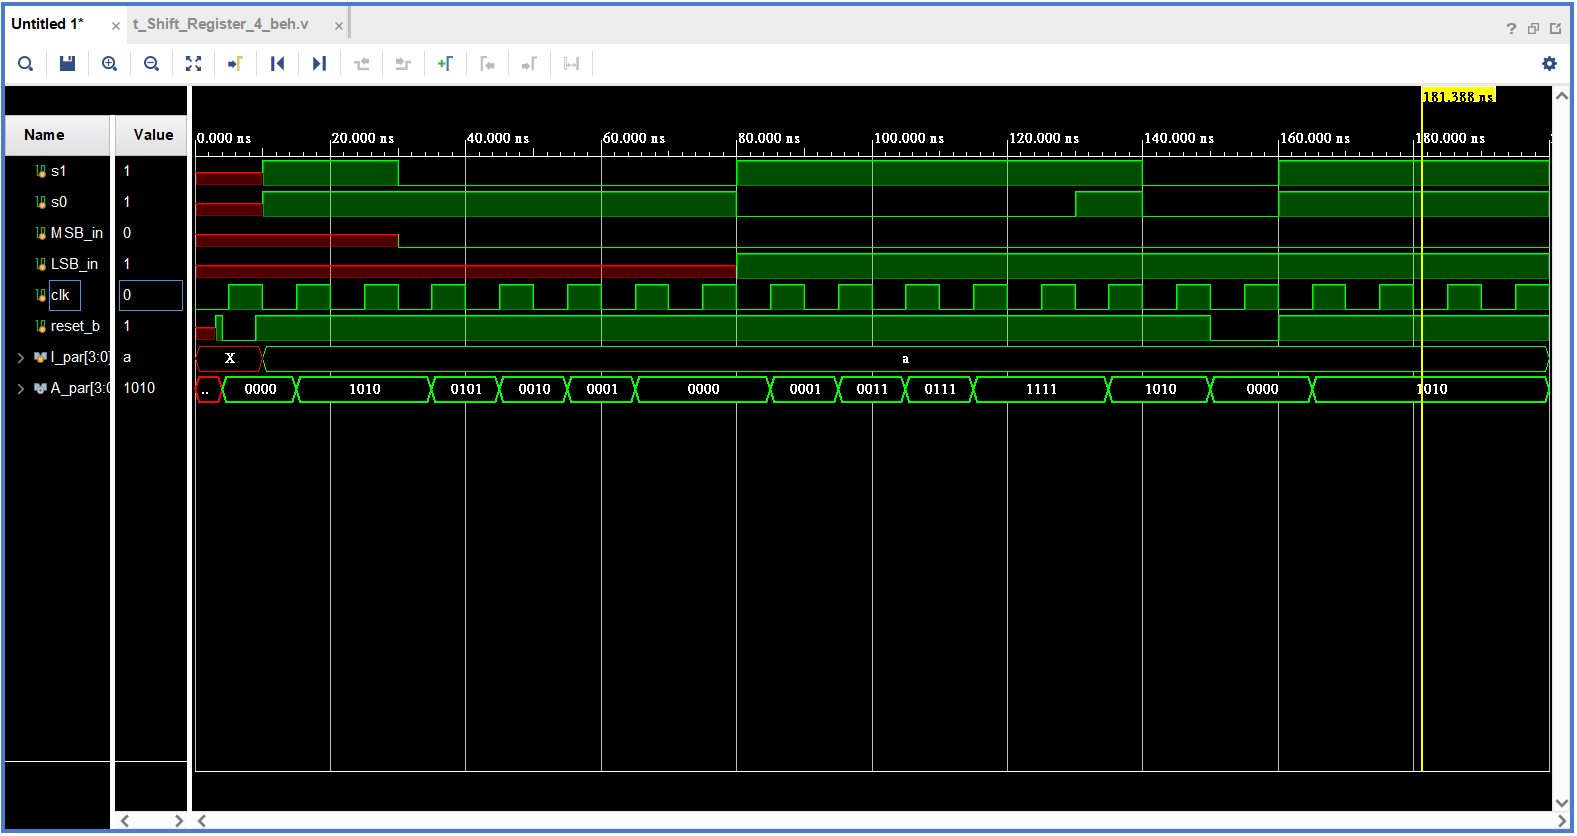 Untitled 1* × t_Shift_Register_4_beh.v × ?
181.388 ns
Name Value 0.000 ns 20.000 ns 40.000 ns 60.000 ns 80.000 ns 100.000 ns 120.000 ns 140.000 ns 160.000 ns 180.000 ns
s1 1
s0 1
MSB_in 0
LSB_in 1
clk 0
reset_b 1
I_par[3:0] a X a
A_par[3:0 1010 .. 0000 1010 0101 0010 0001 0000 0001 0011 0111 1111 1010 0000 1010